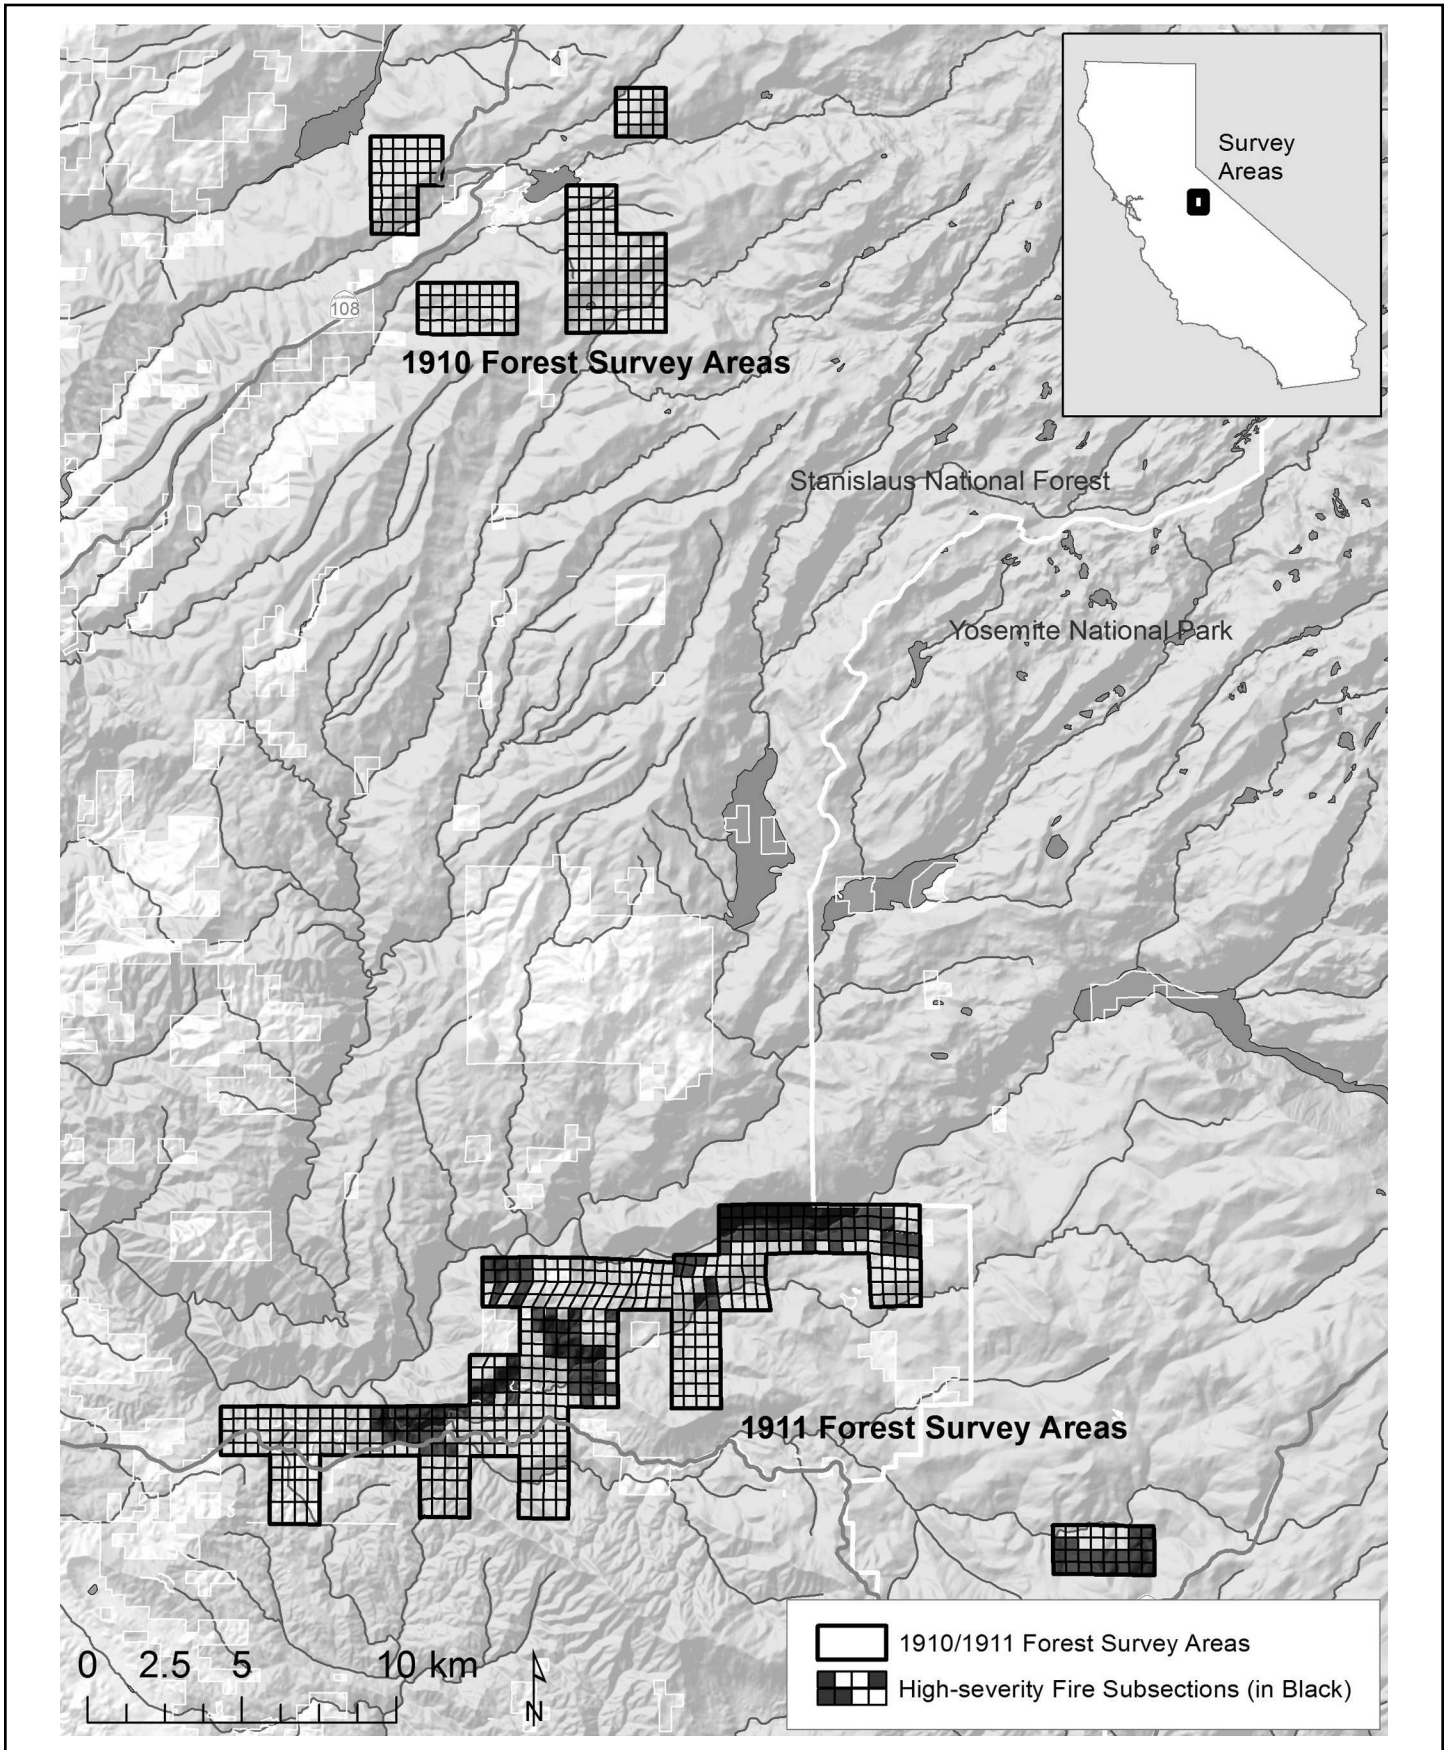 Survey
Areas
108
1910 Forest Survey Areas
Stanislaus National Forest
Yosemite National Park
1911 Forest Survey Areas
1910/1911 Forest Survey Areas
High-severity Fire Subsections (in Black)
0 2.5 5 10 km
N